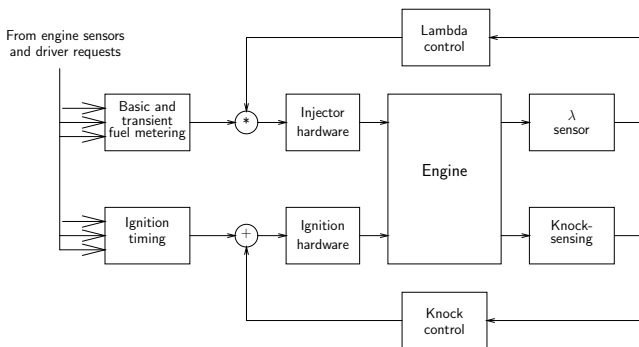 From engine sensors
and driver requests
Lambda
control
Basic and
transient
fuel metering
*
Injector
hardware
Engine
λ
sensor
Ignition
timing
+
Ignition
hardware
Knock-
sensing
Knock
control